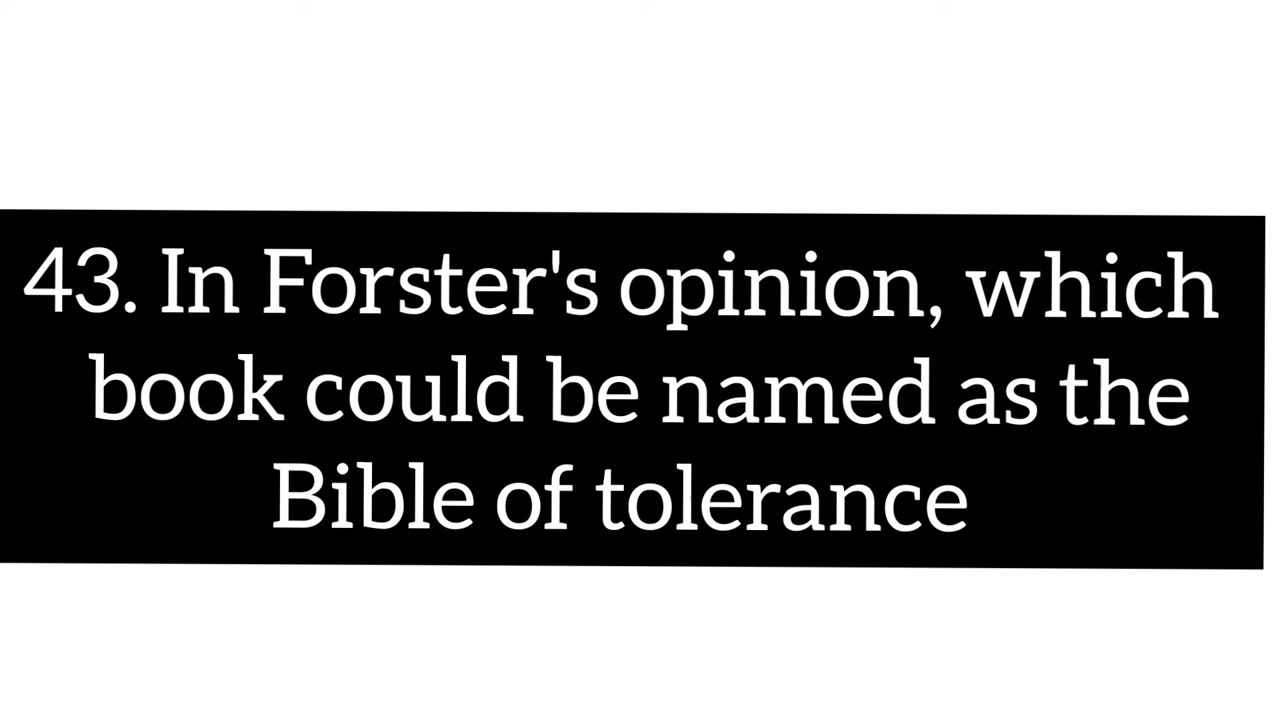 43. In Forster's opinion, which
book could be named as the
Bible of tolerance